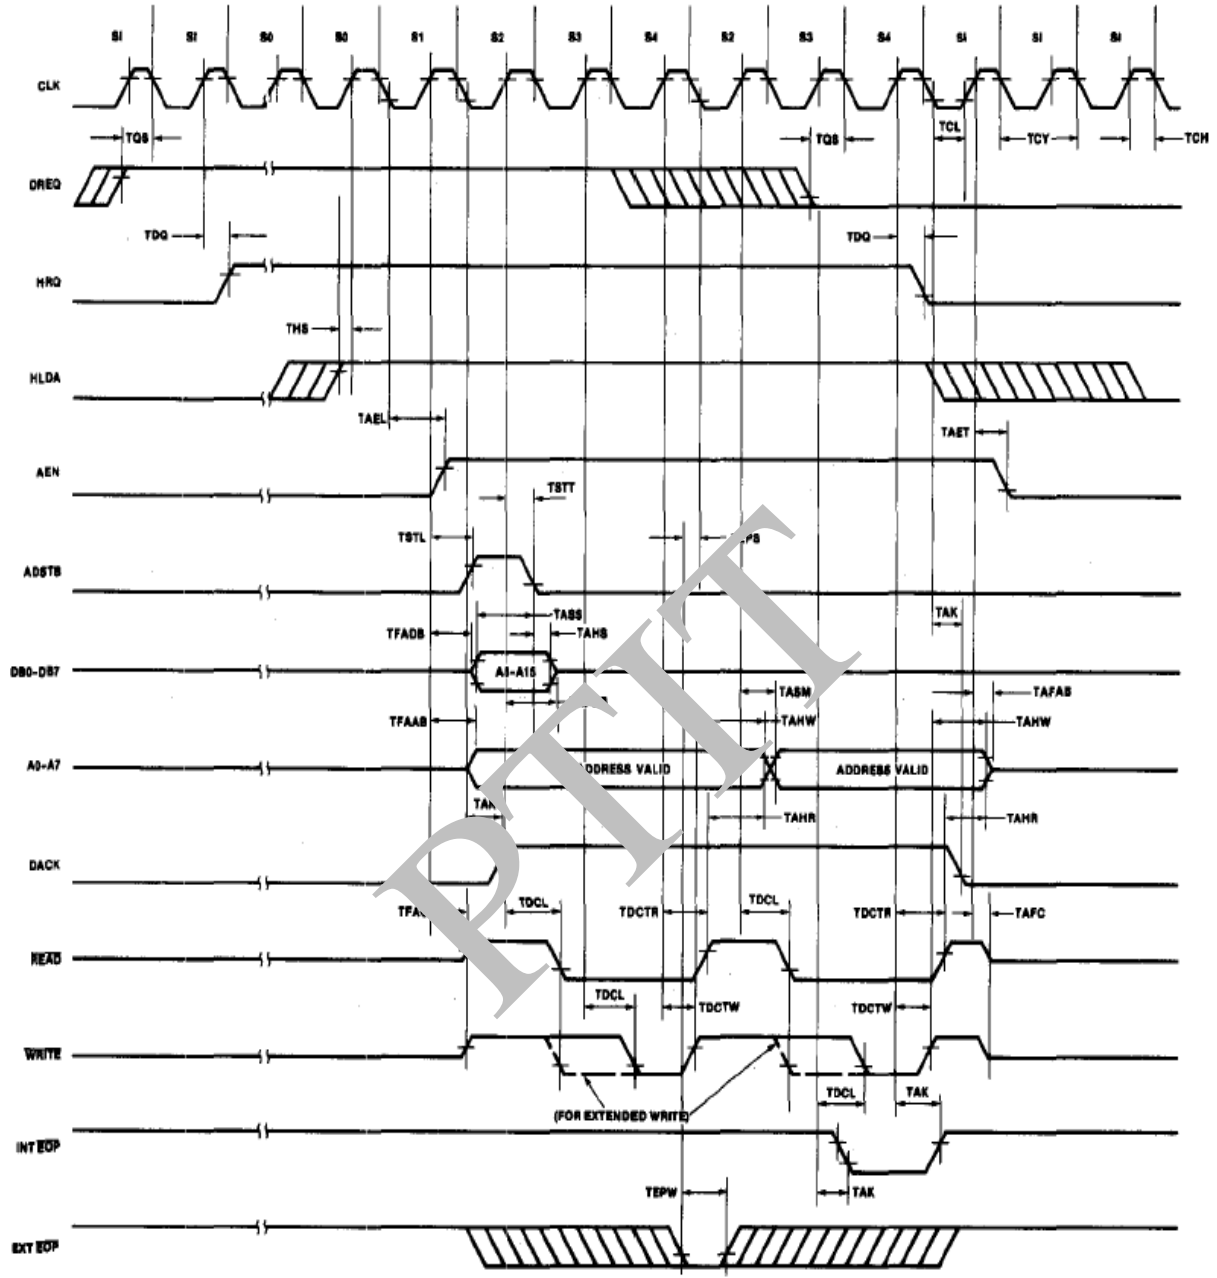 SI SI S0 S0 S1 S2 S3 S4 S2 S3 S4 SI SI SI
CLK
TQS TQS TCL TCY TCH
DREQ
TDQ TDQ
HRQ
THS
HLDA
TAEL TAET
AEN
TSTT
TSTL
ADSTB
TASS TAK
TFADB TAHS
DB0-DB7 A8-A15
TASM TAFAB
TFAAB TAHW TAHW
A0-A7 ADDRESS VALID ADDRESS VALID
TAHR TAHR
DACK
TDCL TDCTR TDCL TDCTR TAFC
READ
TDCL TDCTW TDCTW
WRITE
TDCL TAK
(FOR EXTENDED WRITE)
INT EOP
TEPW TAK
EXT EOP
PTIT